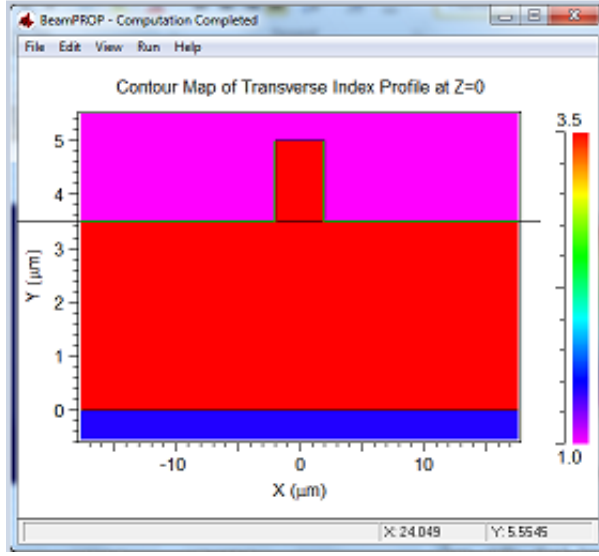 BeamPROP - Computation Completed
File Edit View Run Help
Contour Map of Transverse Index Profile at Z=0
3.5
5
4
3
2
1
0
Y (μm)
1.0
-10 0 10
X (μm)
X: 24.049 Y: 5.5545